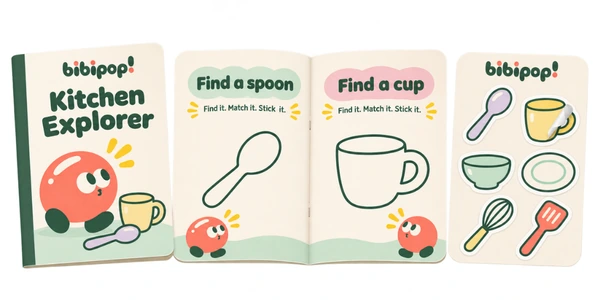 bibipop!
Kitchen
Explorer
Find a spoon
Find it. Match it. Stick it.
Find a cup
Find it. Match it. Stick it.
bibipop!